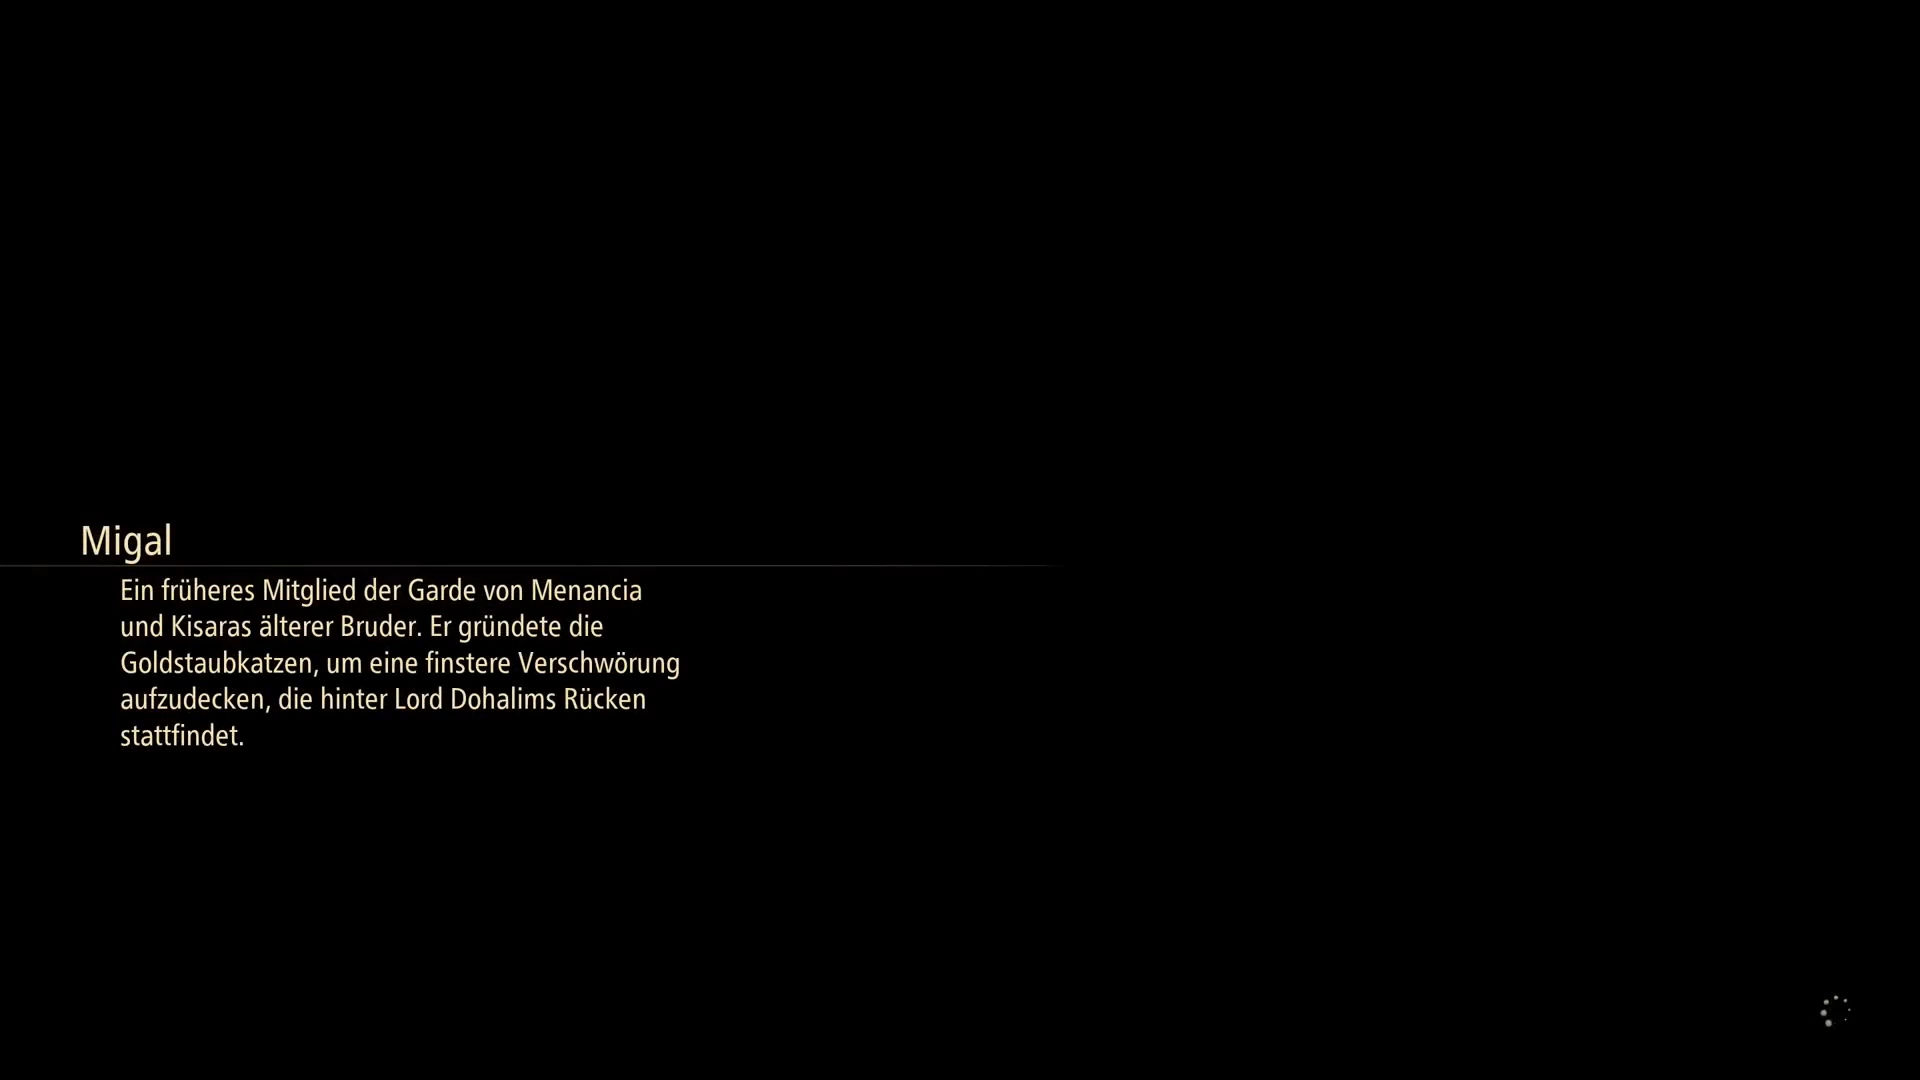 Migal
Ein früheres Mitglied der Garde von Menancia
und Kisaras älterer Bruder. Er gründete die
Goldstaubkatzen, um eine finstere Verschwörung
aufzudecken, die hinter Lord Dohalims Rücken
stattfindet.